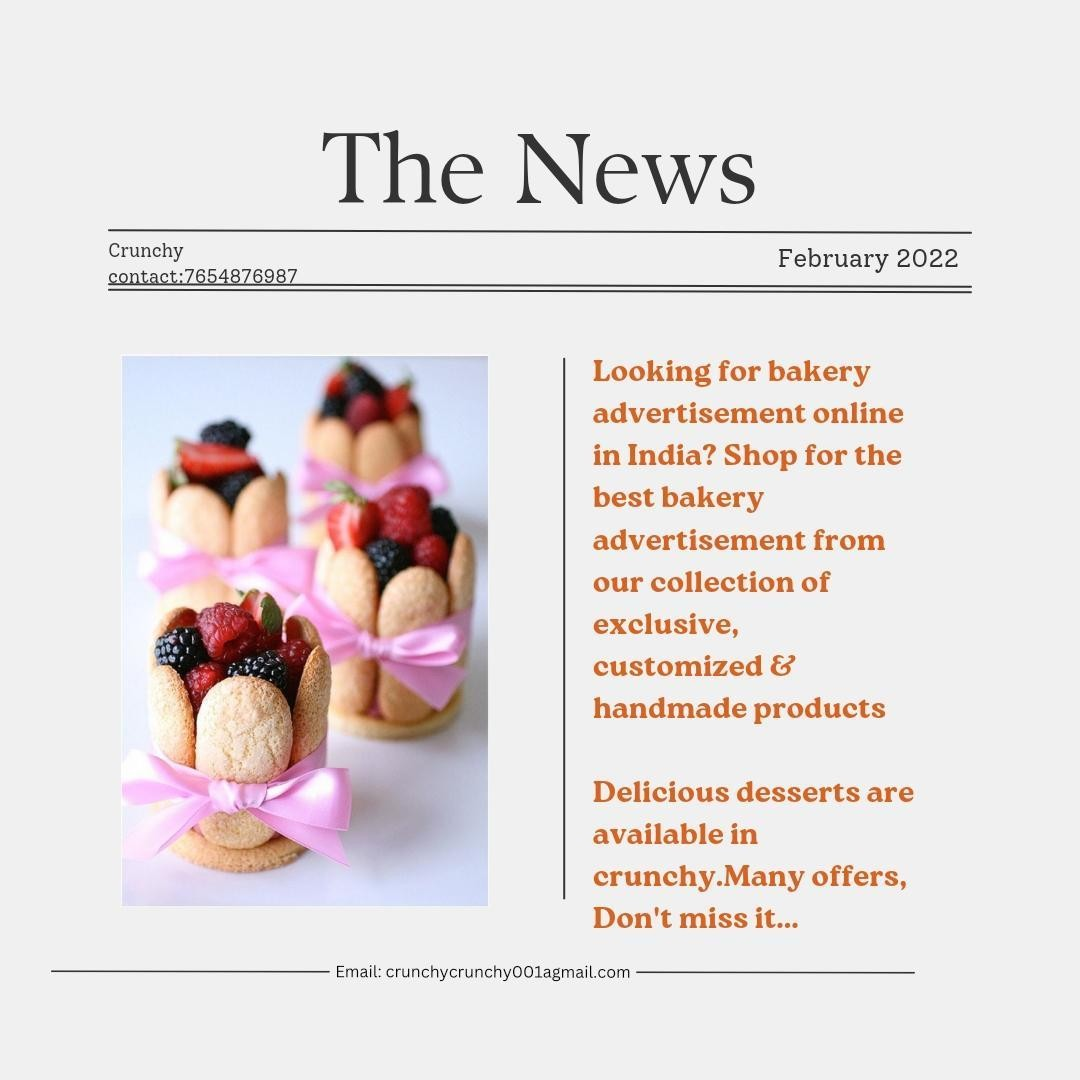 The News
Crunchy
contact:7654876987
February 2022
Looking for bakery
advertisement online
in India? Shop for the
best bakery
advertisement from
our collection of
exclusive,
customized &
handmade products
Delicious desserts are
available in
crunchy.Many offers,
Don't miss it...
Email: crunchycrunchy001agmail.com